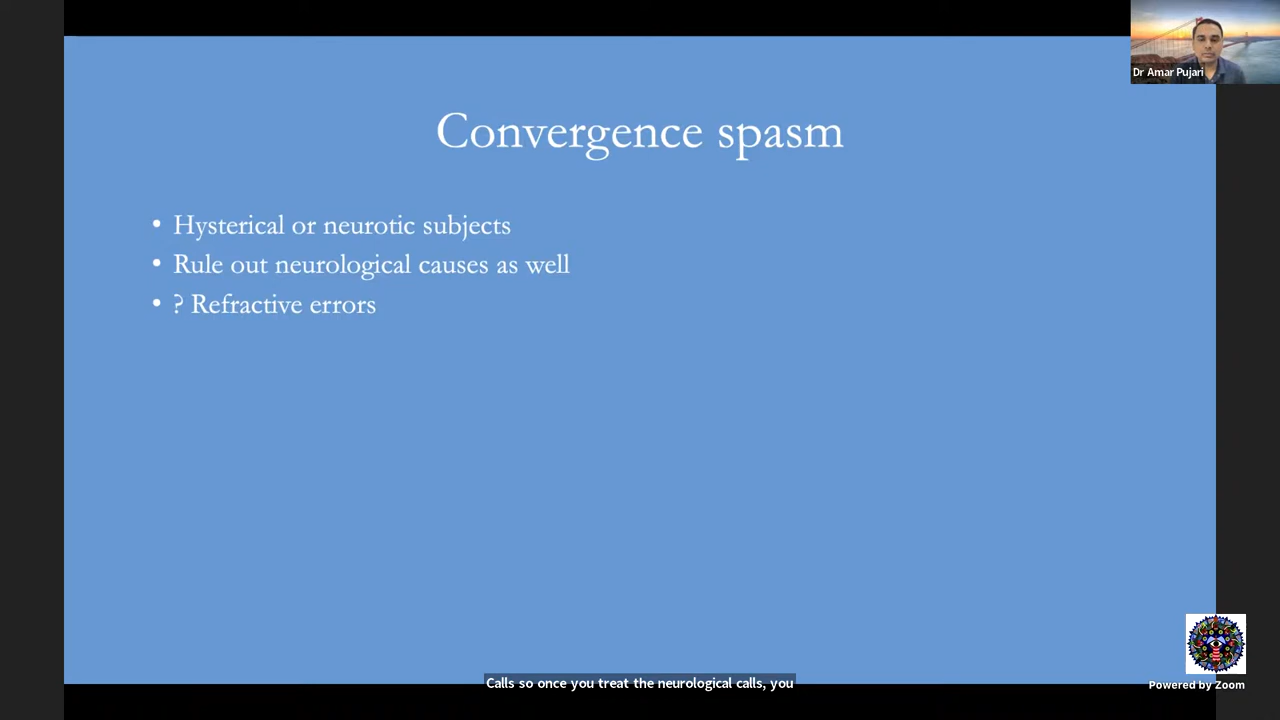 Dr Amar Pujari
Convergence spasm
• Hysterical or neurotic subjects
• Rule out neurological causes as well
• ? Refractive errors
Calls so once you treat the neurological calls, you
Powered by Zoom